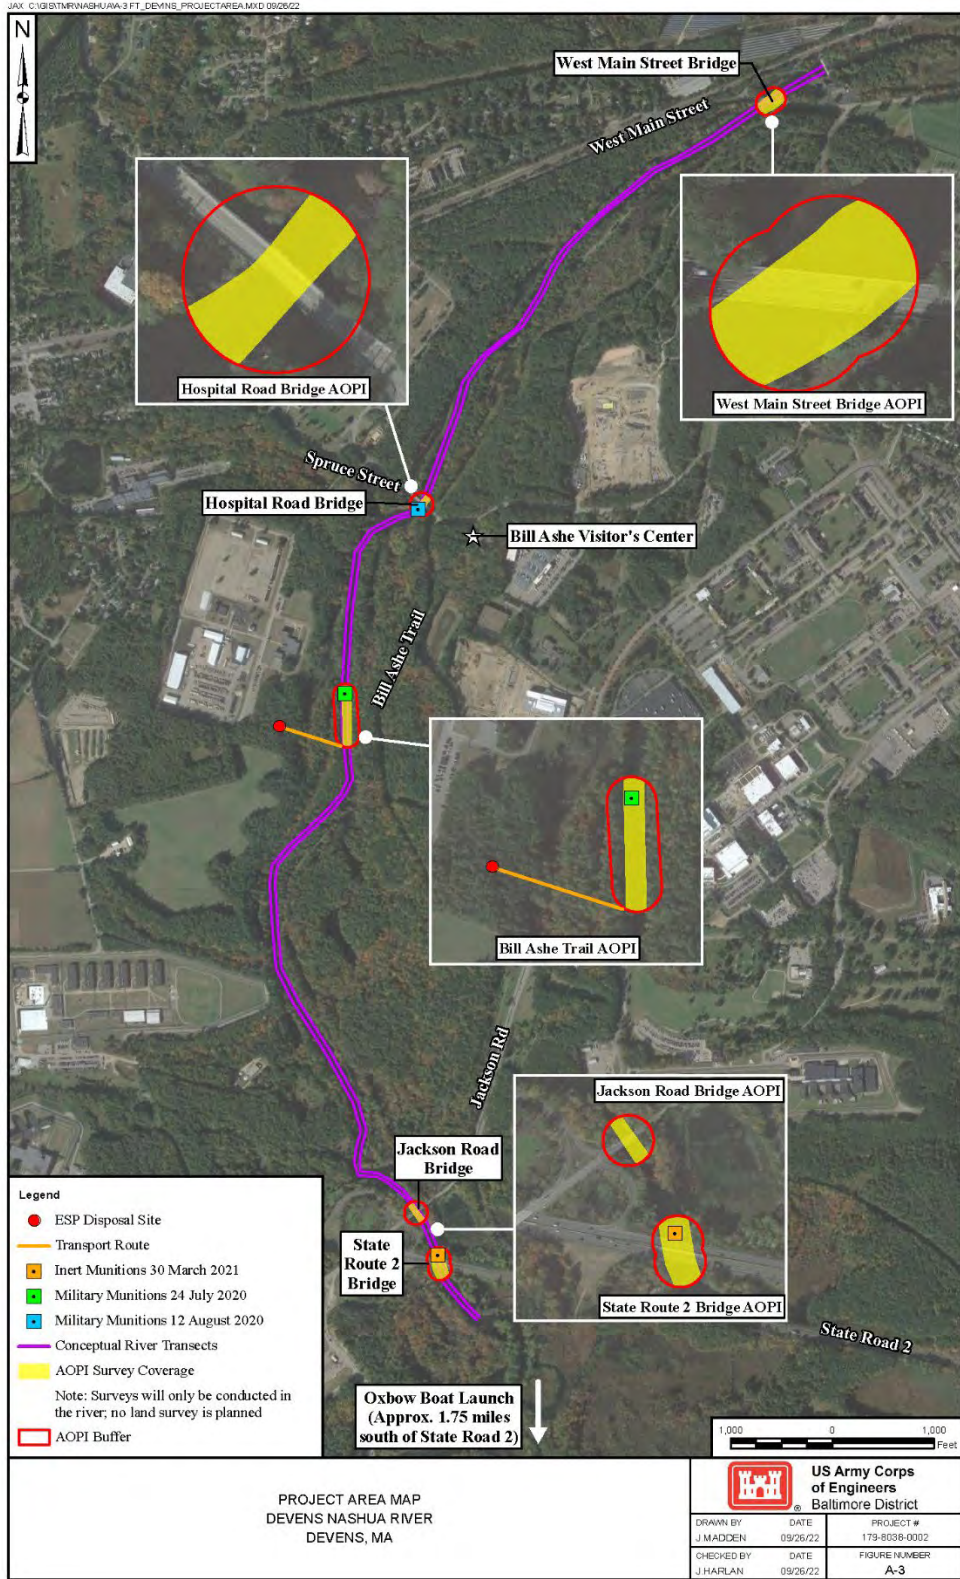 JAX C:\GIS\TMR\NASHUA\A-3 FT_DEVINS_PROJECTAREA.MXD 09/26/22
N
West Main Street Bridge
West Main Street
Hospital Road Bridge AOPI
West Main Street Bridge AOPI
Spruce Street
Hospital Road Bridge
Bill Ashe Visitor's Center
Bill Ashe Trail
Bill Ashe Trail AOPI
Jackson Rd
Jackson Road Bridge AOPI
Jackson Road
Bridge
State
Route 2
Bridge
State Route 2 Bridge AOPI
State Road 2
Legend
ESP Disposal Site
Transport Route
Inert Munitions 30 March 2021
Military Munitions 24 July 2020
Military Munitions 12 August 2020
Conceptual River Transects
AOPI Survey Coverage
Note: Surveys will only be conducted in
the river; no land survey is planned
AOPI Buffer
Oxbow Boat Launch
(Approx. 1.75 miles
south of State Road 2)
1,000 0 1,000
Feet
PROJECT AREA MAP
DEVENS NASHUA RIVER
DEVENS, MA
US Army Corps
of Engineers
Baltimore District
®
DRAWN BY DATE PROJECT #
J.MADDEN 09/26/22 179-8038-0002
CHECKED BY DATE FIGURE NUMBER
J.HARLAN 09/26/22 A-3